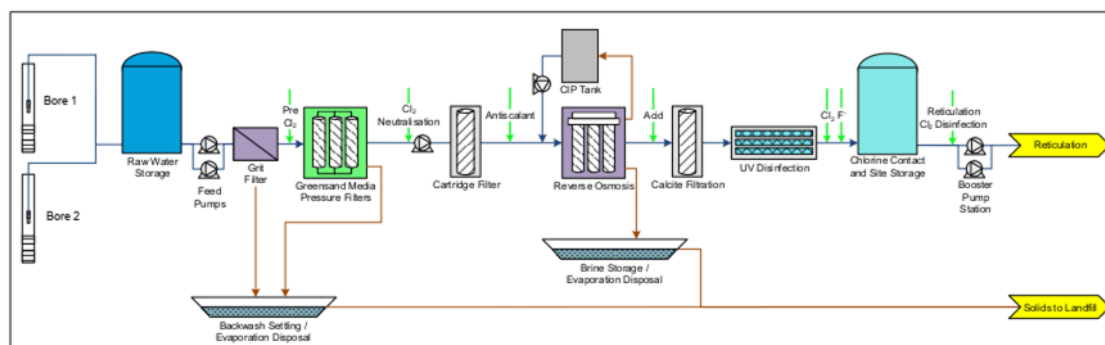 Bore 1
Bore 2
Raw Water
Storage
Feed
Pumps
Grit
Filter
Pre
Cl₂
Greensand Media
Pressure Filters
Cl₂
Neutralisation
Cartridge Filter
Antiscalant
CIP Tank
Reverse Osmosis
Acid
Calcite Filtration
UV Disinfection
Cl₂ F⁻
Chlorine Contact
and Site Storage
Reticulation
Cl₂ Disinfection
Booster
Pump
Station
Reticulation
Brine Storage /
Evaporation Disposal
Backwash Settling /
Evaporation Disposal
Solids to Landfill